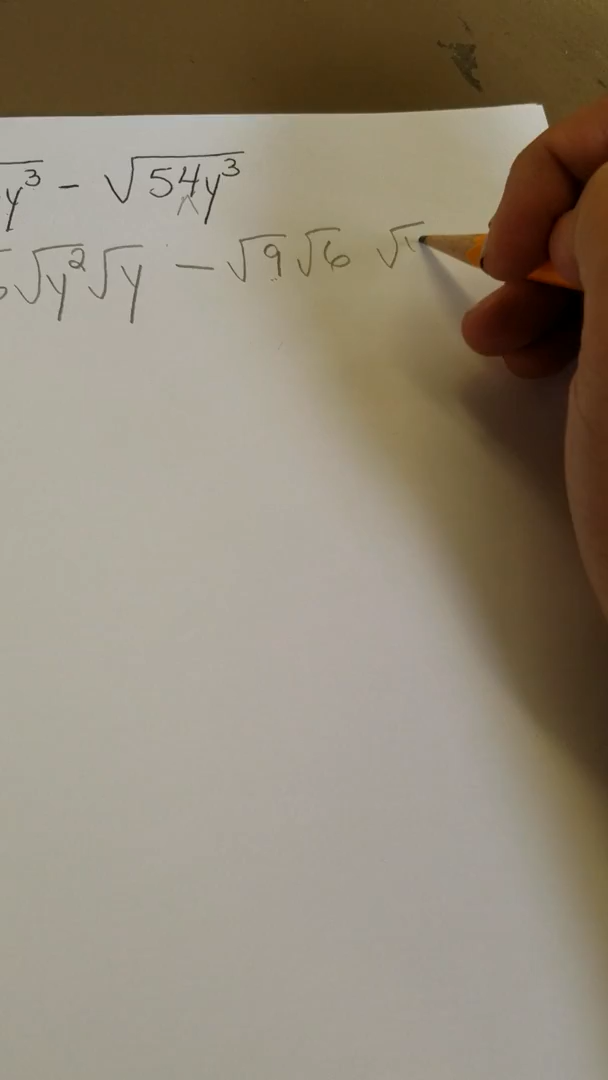 y³ - √54y³
√y² √y - √9 √6 √